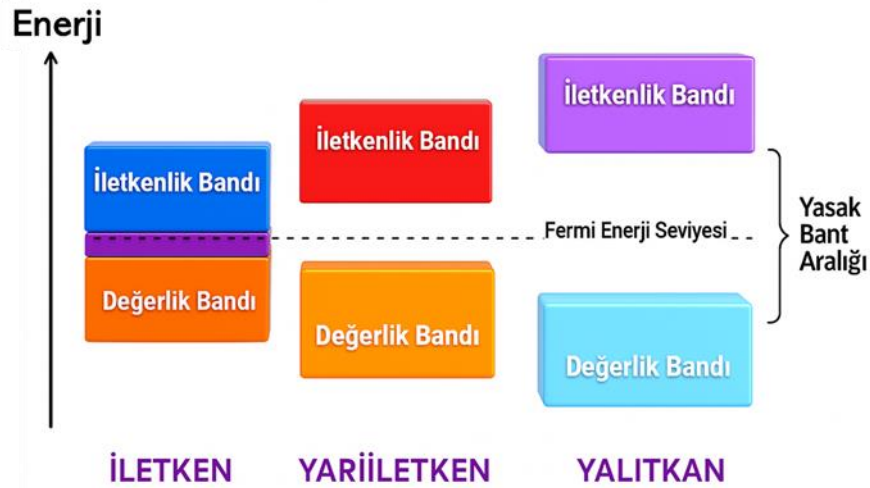 Enerji
İletkenlik Bandı
Değerlik Bandı
İletkenlik Bandı
Değerlik Bandı
İletkenlik Bandı
Fermi Enerji Seviyesi
Değerlik Bandı
Yasak
Bant
Aralığı
İLETKEN
YARİİLETKEN
YALITKAN